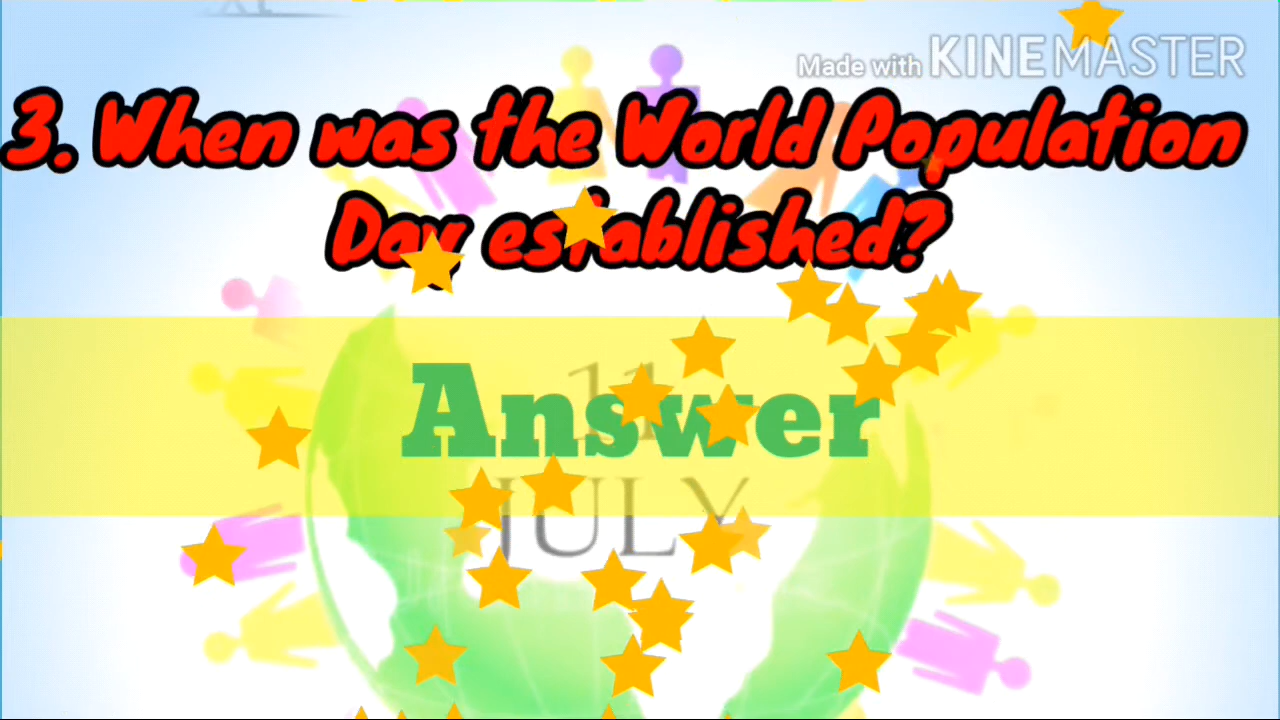 Made with KINEMASTER
3. When was the World Population
Day established?
11
Answer
JULY